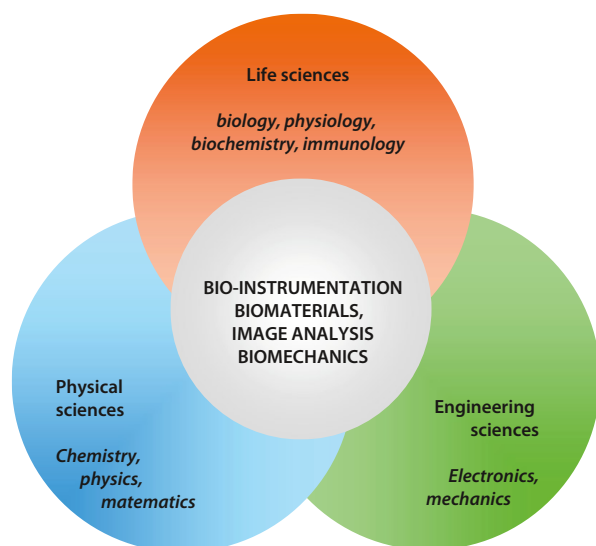 Life sciences
biology, physiology,
biochemistry, immunology
BIO-INSTRUMENTATION
BIOMATERIALS,
IMAGE ANALYSIS
BIOMECHANICS
Physical
sciences
Chemistry,
physics,
matematics
Engineering
sciences
Electronics,
mechanics